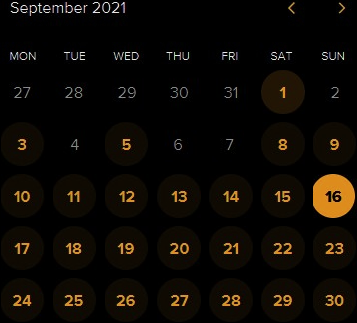 September 2021
MON TUE WED THU FRI SAT SUN
27 28 29 30 31 1 2
3 4 5 6 7 8 9
10 11 12 13 14 15 16
17 18 19 20 21 22 23
24 25 26 27 28 29 30